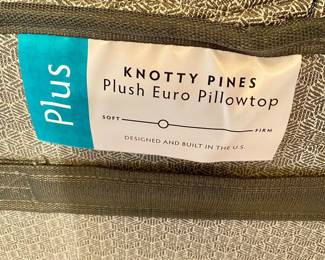 Plus
KNOTTY PINES
Plush Euro Pillowtop
SOFT FIRM
DESIGNED AND BUILT IN THE U.S.